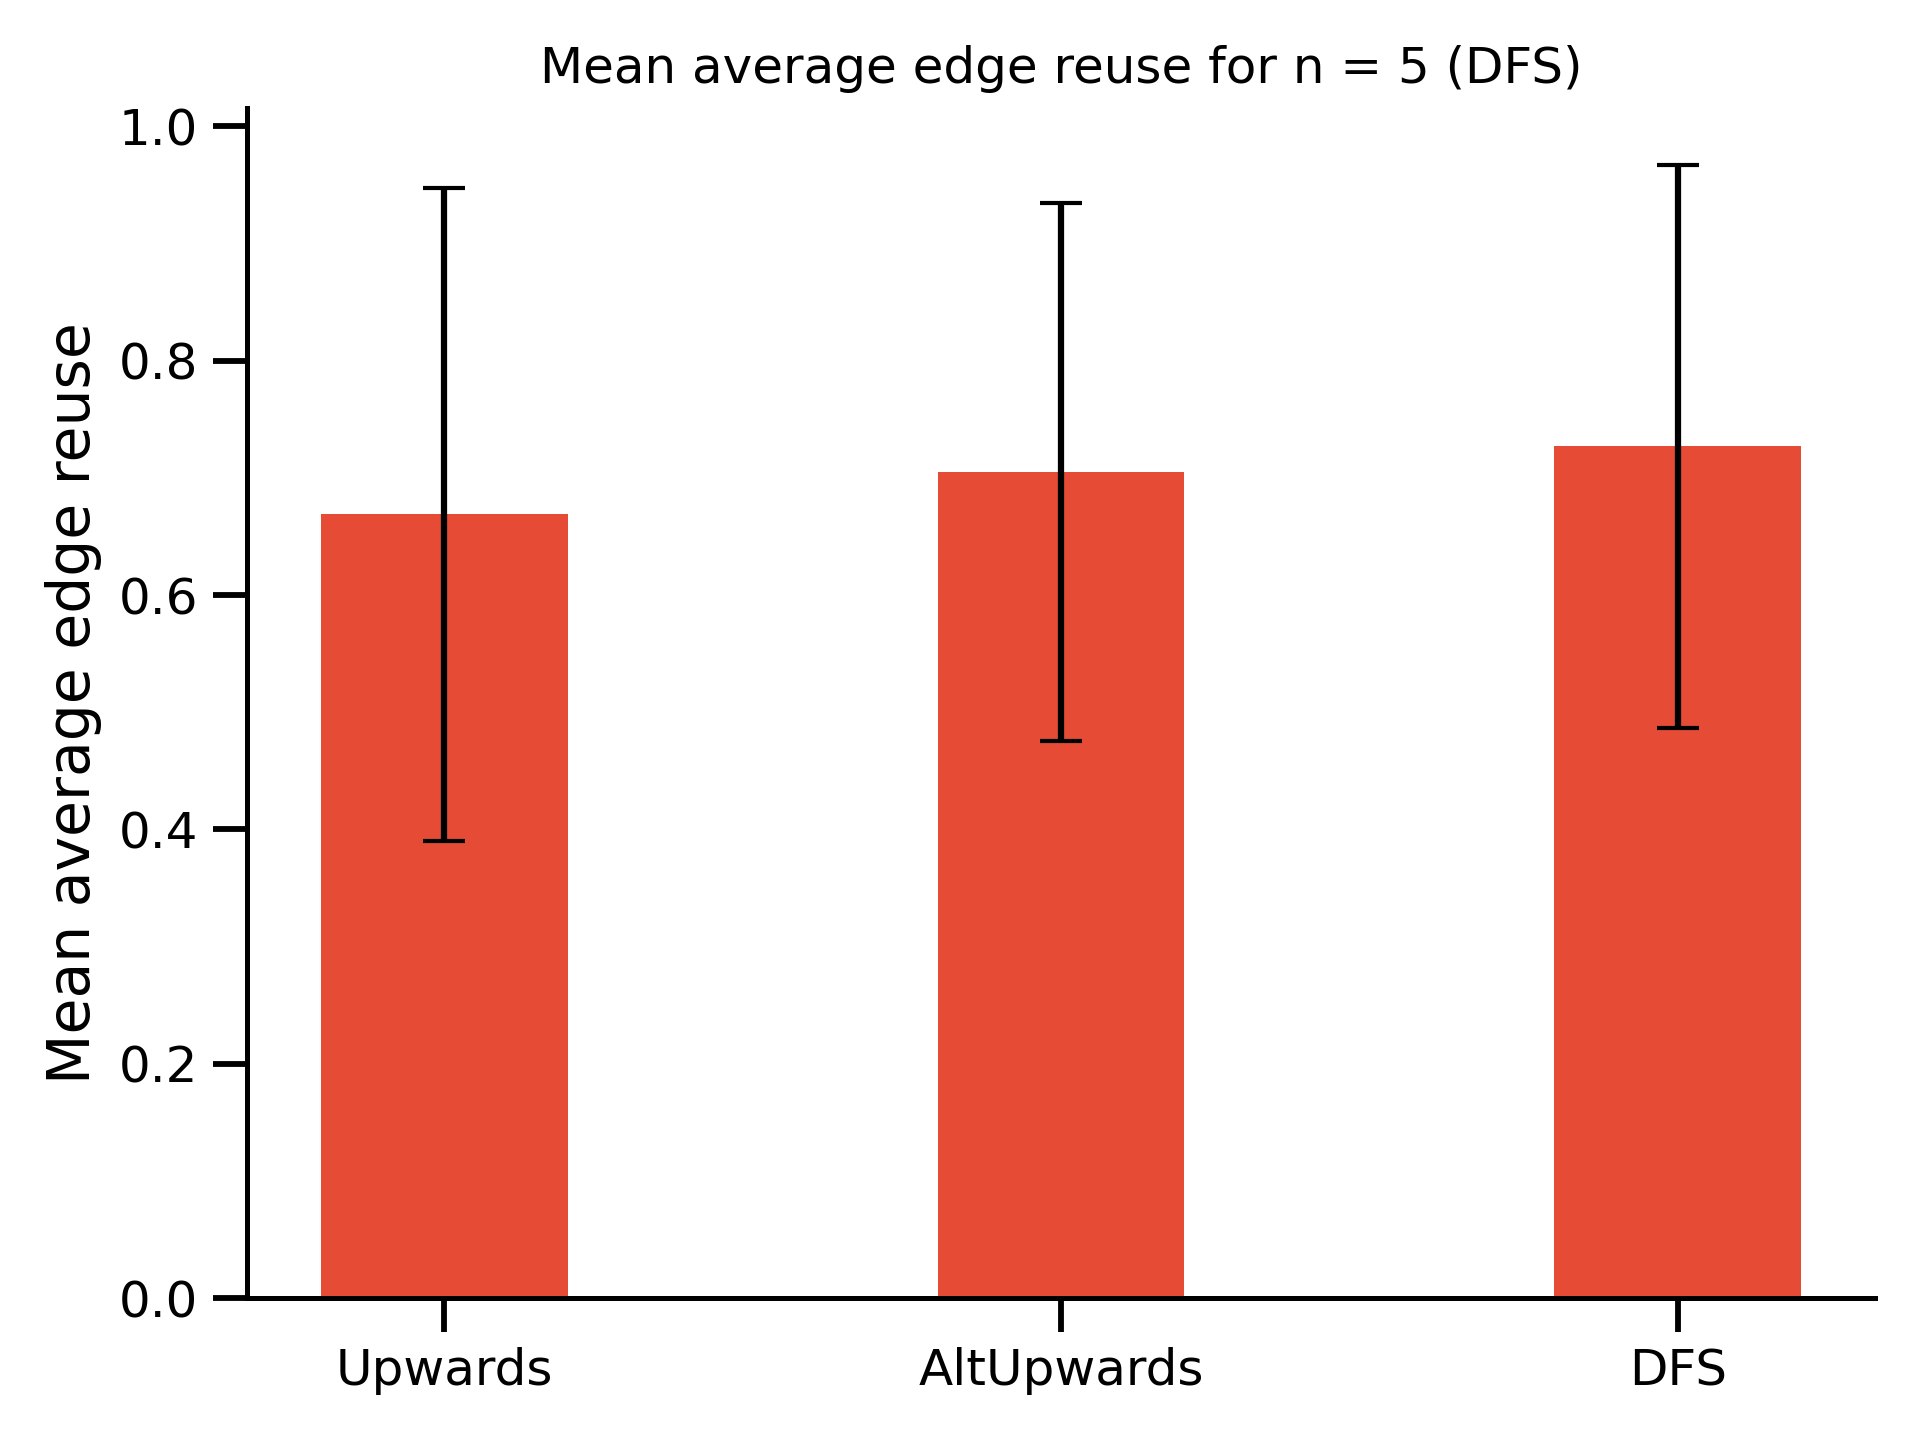 Mean average edge reuse for n = 5 (DFS)
Mean average edge reuse
1.0
0.8
0.6
0.4
0.2
0.0
Upwards
AltUpwards
DFS